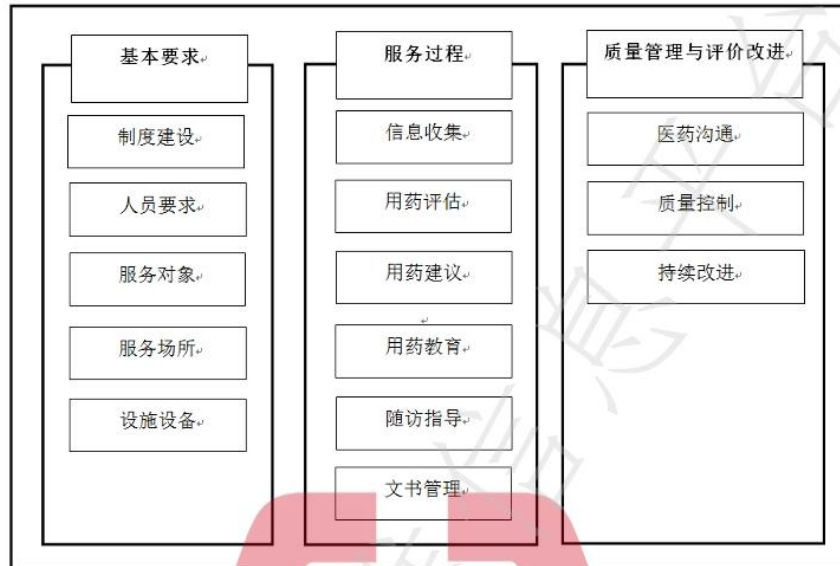 基本要求
制度建设
人员要求
服务对象
服务场所
设施设备
服务过程
信息收集
用药评估
用药建议
用药教育
随访指导
文书管理
质量管理与评价改进
医药沟通
质量控制
持续改进